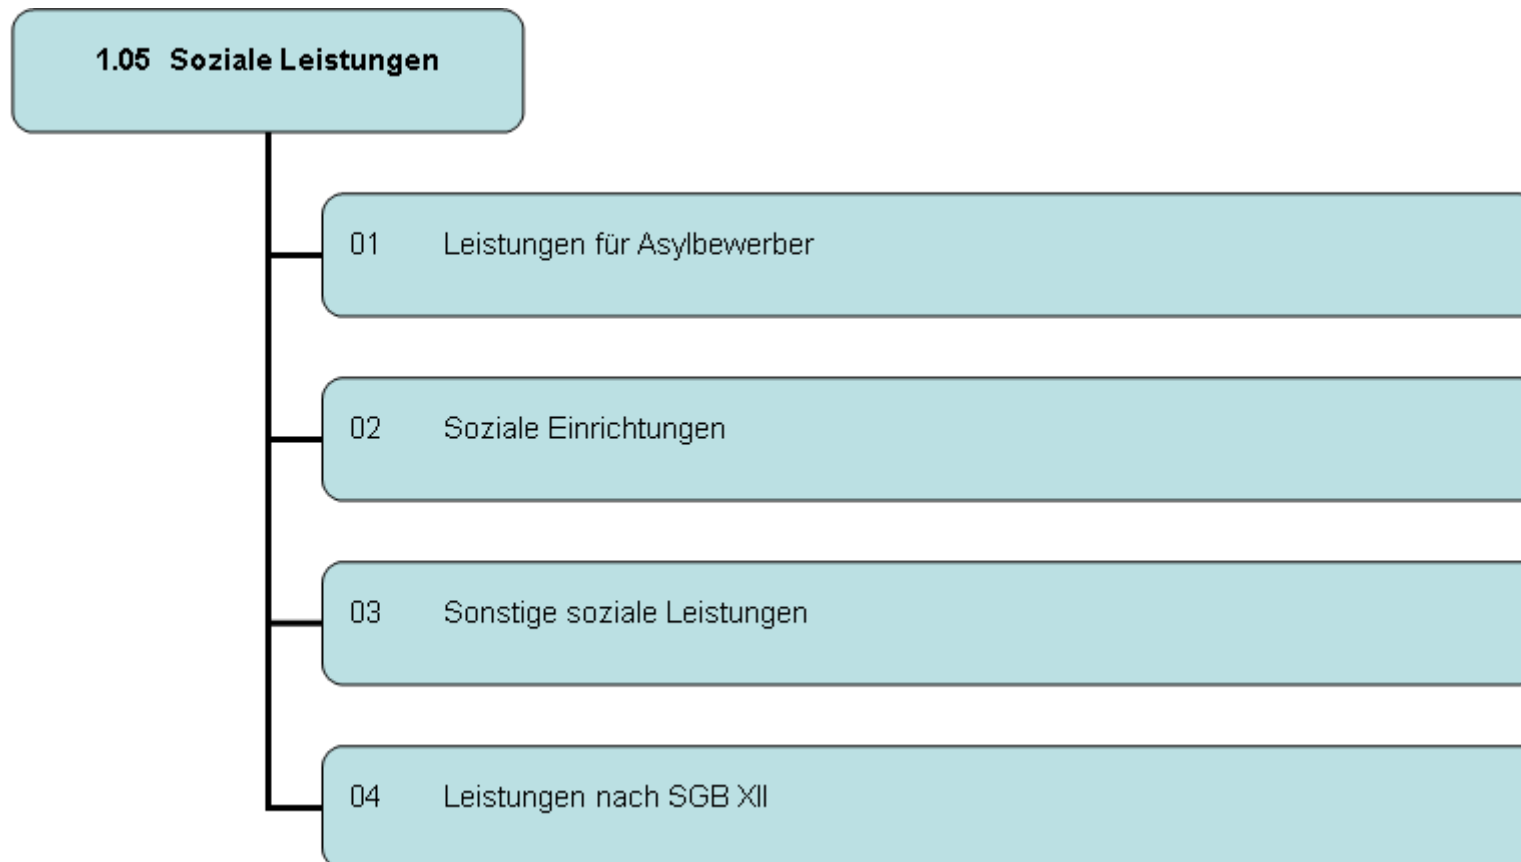 1.05 Soziale Leistungen
01 Leistungen für Asylbewerber
02 Soziale Einrichtungen
03 Sonstige soziale Leistungen
04 Leistungen nach SGB XII